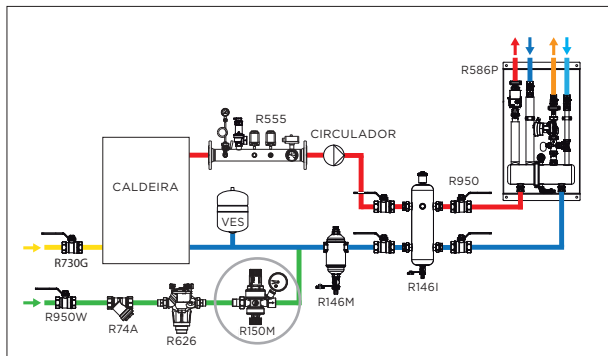 R586P
R555
CIRCULADOR
CALDEIRA
R950
VES
R730G
R146M
R146I
R950W
R74A
R626
R150M